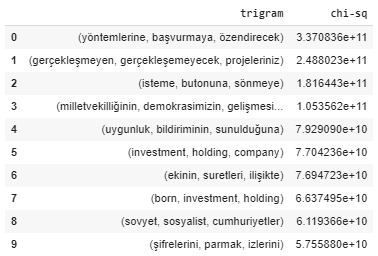 trigram chi-sq
0 (yöntemlerine, başvurmaya, özendirecek) 3.370836e+11
1 (gerçekleşmeyen, gerçekleşemeyecek, projeleriniz) 2.488023e+11
2 (isteme, butonuna, sönmeye) 1.816443e+11
3 (milletvekilliğinin, demokrasimizin, gelişmesi... 1.053562e+11
4 (uygunluk, bildiriminin, sunulduğuna) 7.929090e+10
5 (investment, holding, company) 7.704236e+10
6 (ekinin, suretleri, ilişikte) 7.694723e+10
7 (born, investment, holding) 6.637495e+10
8 (sovyet, sosyalist, cumhuriyetler) 6.119366e+10
9 (şifrelerini, parmak, izlerini) 5.755880e+10